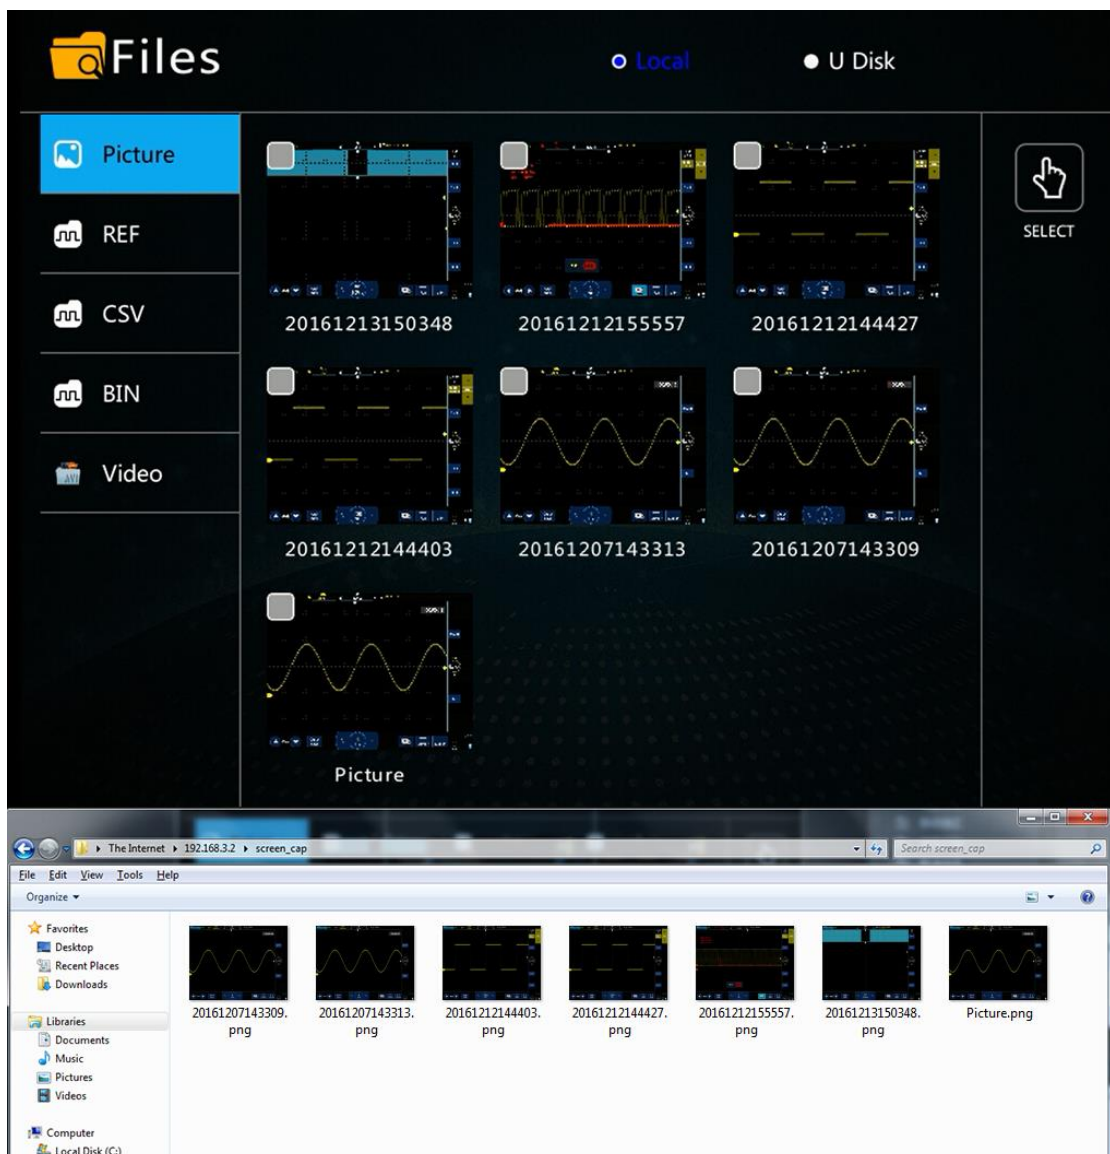 Files
Local
U Disk
Picture
REF
CSV
BIN
Video
SELECT
20161213150348
20161212155557
20161212144427
20161212144403
20161207143313
20161207143309
Picture
The Internet
192.168.3.2
screen_cap
Search screen_cap
File Edit View Tools Help
Organize
Favorites
Desktop
Recent Places
Downloads
Libraries
Documents
Music
Pictures
Videos
Computer
Local Disk (C:)
20161207143309.
png
20161207143313.
png
20161212144403.
png
20161212144427.
png
20161212155557.
png
20161213150348.
png
Picture.png